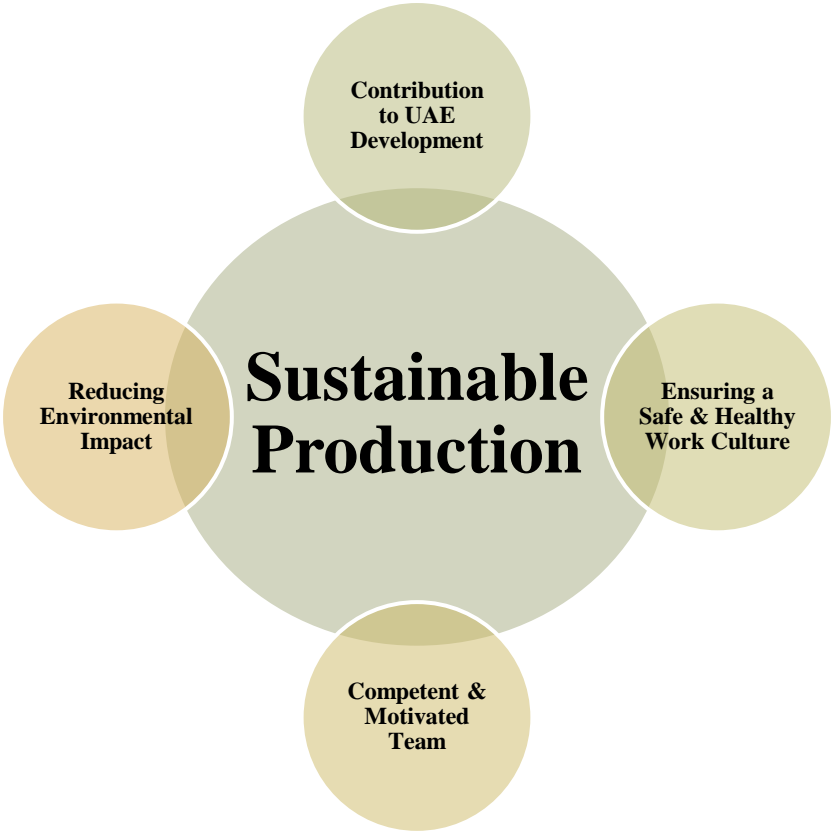 Contribution
to UAE
Development
Sustainable
Production
Reducing
Environmental
Impact
Ensuring a
Safe & Healthy
Work Culture
Competent &
Motivated
Team